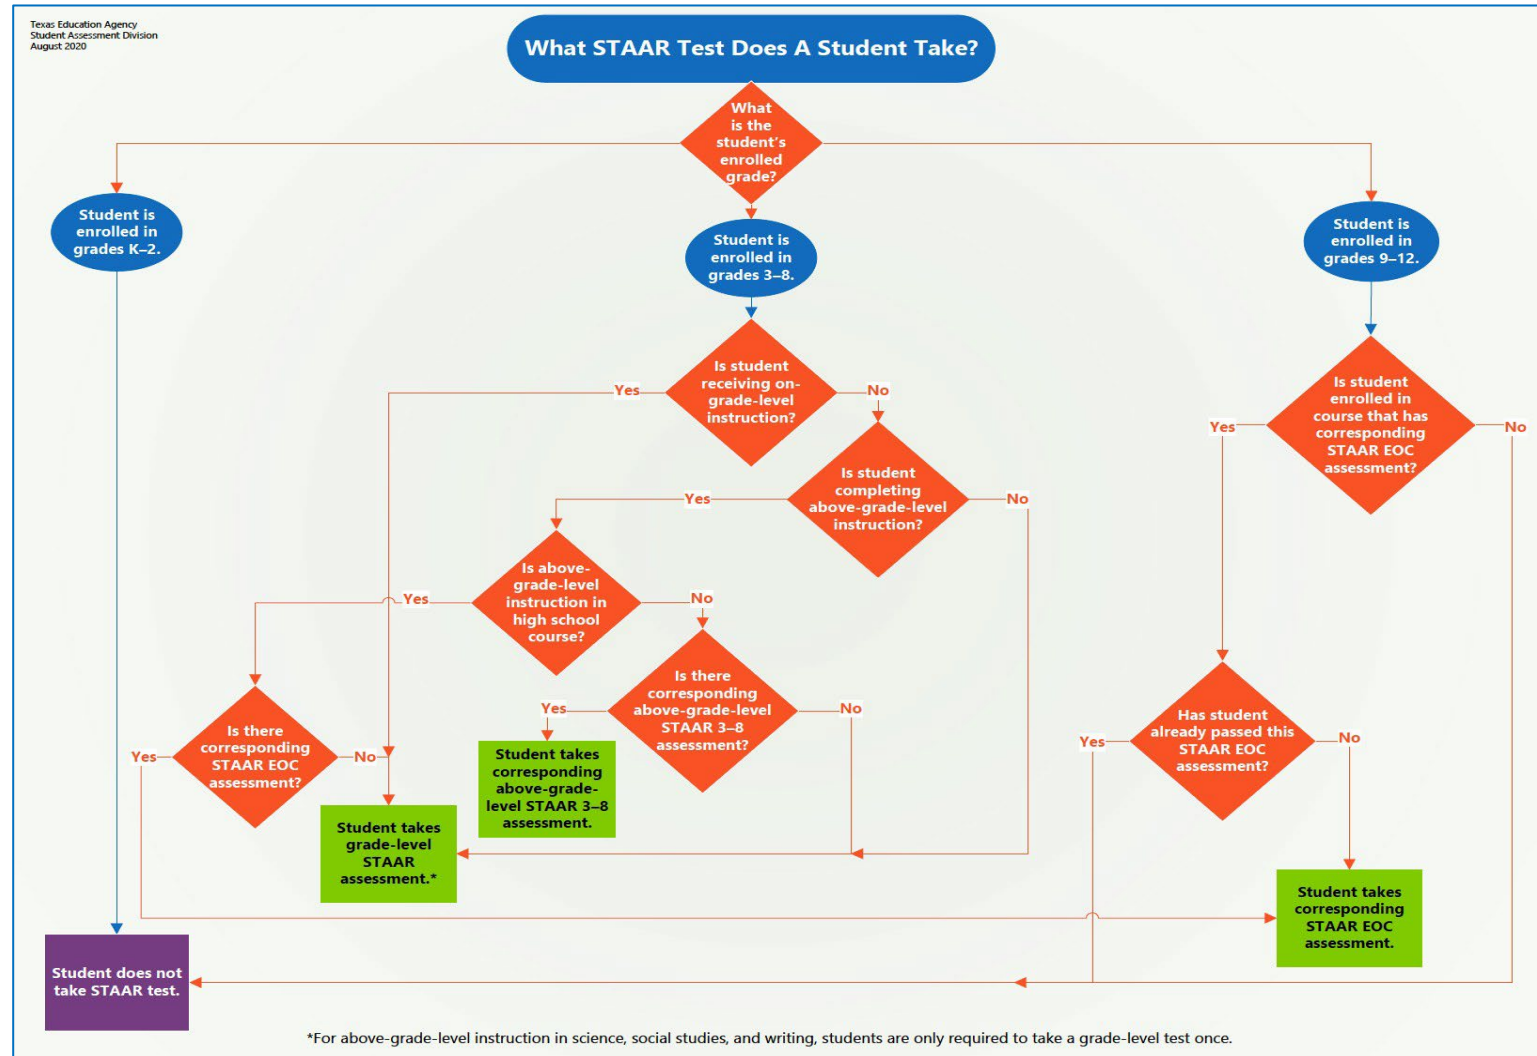 Texas Education Agency
Student Assessment Division
August 2020
What STAAR Test Does A Student Take?
What
is the
student’s
enrolled
grade?
Student is
enrolled in
grades K–2.
Student is
enrolled in
grades 3–8.
Student is
enrolled in
grades 9–12.
Is student
receiving on-
grade-level
instruction?
Yes
No
Is student
enrolled in
course that has
corresponding
STAAR EOC
assessment?
Yes
No
Is student
completing
above-grade-level
instruction?
Yes
No
Is above-
grade-level
instruction in
high school
course?
Yes
No
Is there
corresponding
above-grade-level
STAAR 3–8
assessment?
Yes
No
Has student
already passed this
STAAR EOC
assessment?
Yes
No
Is there
corresponding
STAAR EOC
assessment?
Yes
No
Student takes
corresponding
above-grade-
level STAAR 3–8
assessment.
Student takes
grade-level
STAAR
assessment.*
Student takes
corresponding
STAAR EOC
assessment.
Student does not
take STAAR test.
*For above-grade-level instruction in science, social studies, and writing, students are only required to take a grade-level test once.